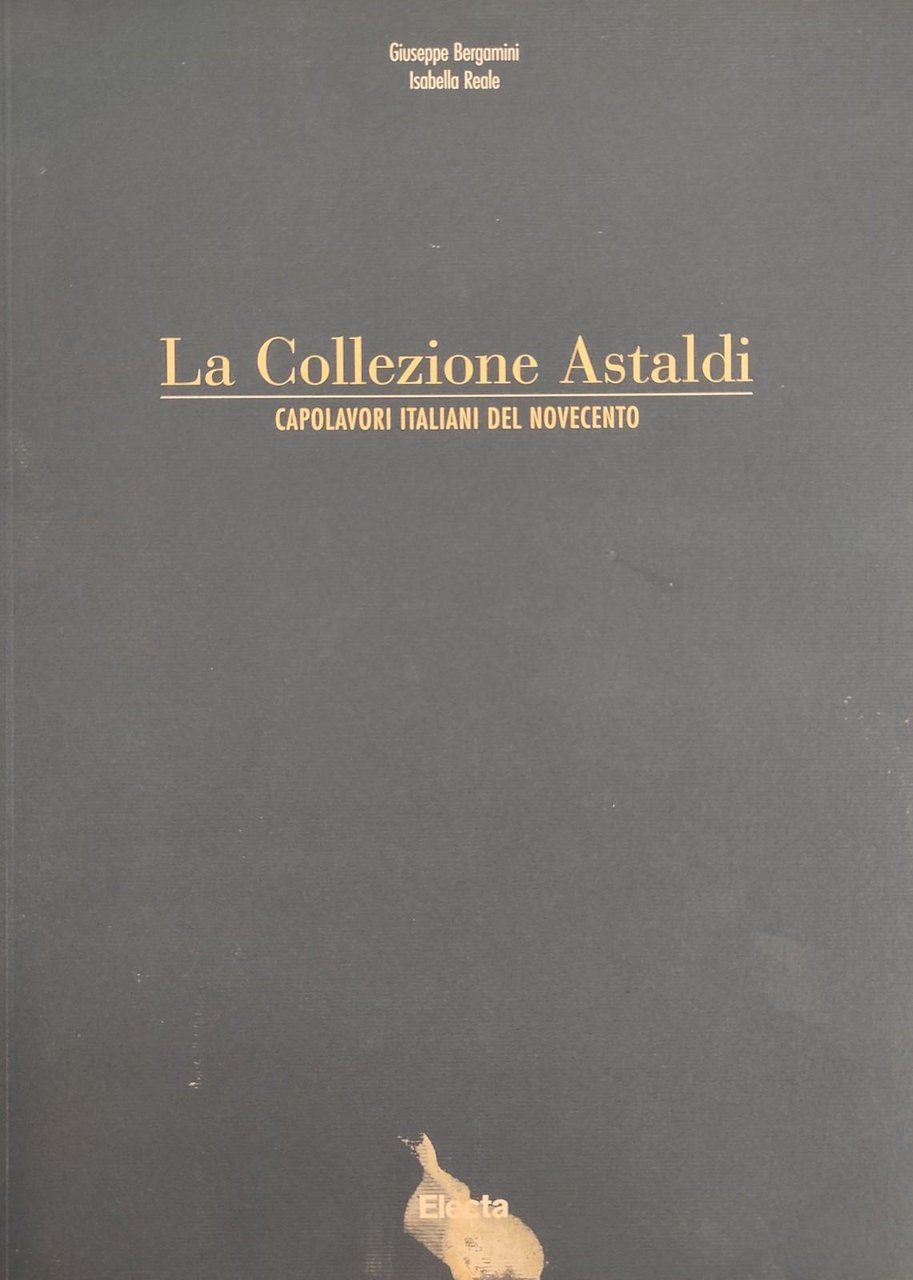 Giuseppe Bergamini
Isabella Reale
La Collezione Astaldi
CAPOLAVORI ITALIANI DEL NOVECENTO
Electa